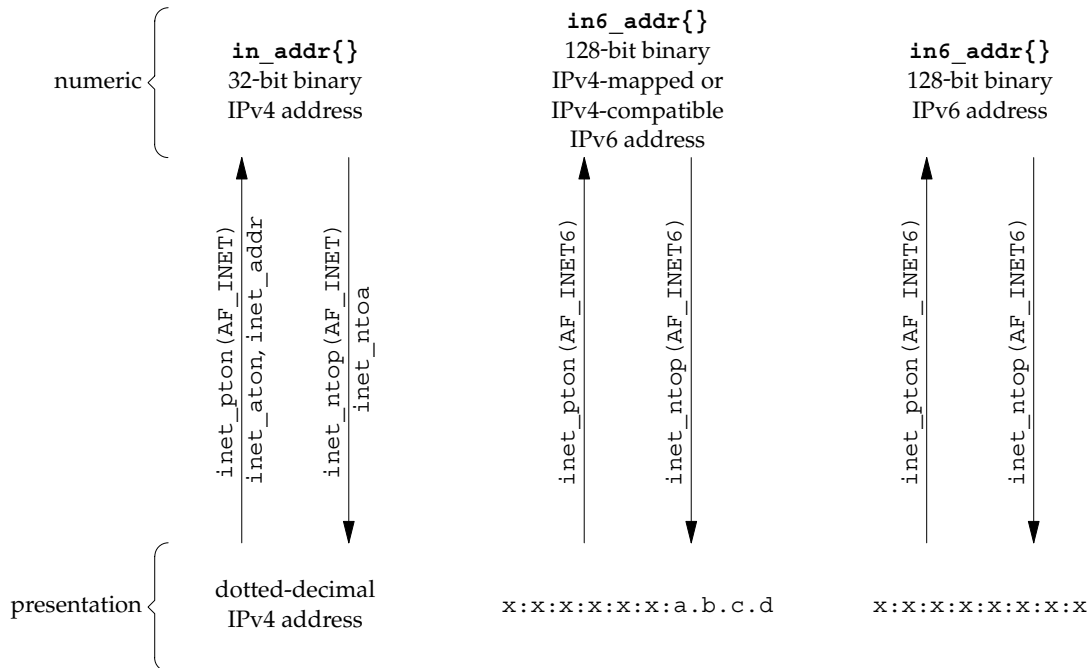 numeric
in_addr{}
32-bit binary
IPv4 address
in6_addr{}
128-bit binary
IPv4-mapped or
IPv4-compatible
IPv6 address
in6_addr{}
128-bit binary
IPv6 address
inet_pton(AF_INET)
inet_aton,inet_addr
inet_ntop(AF_INET)
inet_ntoa
inet_pton(AF_INET6)
inet_ntop(AF_INET6)
inet_pton(AF_INET6)
inet_ntop(AF_INET6)
presentation
dotted-decimal
IPv4 address
x:x:x:x:x:x:a.b.c.d
x:x:x:x:x:x:x:x